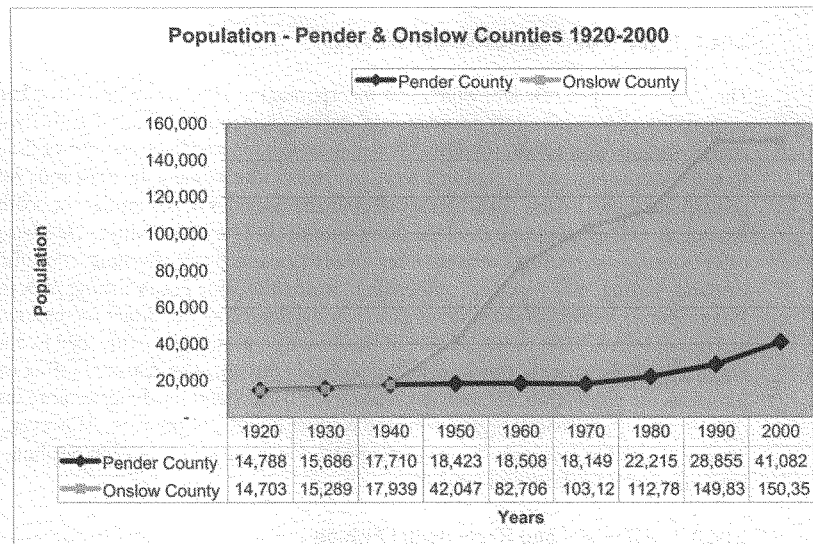 Population - Pender & Onslow Counties 1920-2000
Pender County Onslow County
160,000
140,000
120,000
100,000
80,000
60,000
40,000
20,000
-
Population
1920 1930 1940 1950 1960 1970 1980 1990 2000
Pender County 14,788 15,686 17,710 18,423 18,508 18,149 22,215 28,855 41,082
Onslow County 14,703 15,289 17,939 42,047 82,706 103,12 112,78 149,83 150,35
Years